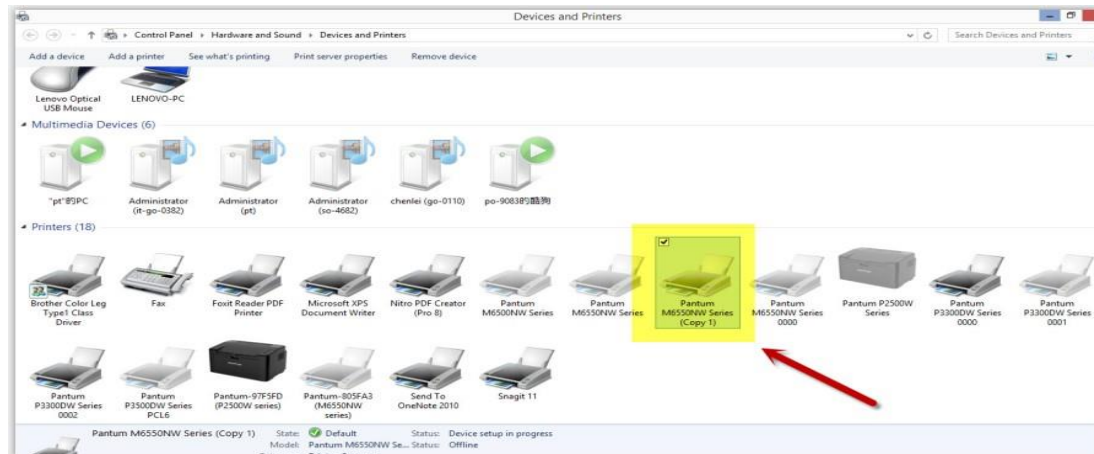 Devices and Printers
Control Panel ▸ Hardware and Sound ▸ Devices and Printers
Search Devices and Printers
Add a device Add a printer See what's printing Print server properties Remove device
Lenovo Optical
USB Mouse
LENOVO-PC
Multimedia Devices (6)
"pt"的PC
Administrator
(it-go-0382)
Administrator
(pt)
Administrator
(so-4682)
chenlei (go-0110)
po-9083的酷狗
Printers (18)
Brother Color Leg
Type1 Class
Driver
Fax
Foxit Reader PDF
Printer
Microsoft XPS
Document Writer
Nitro PDF Creator
(Pro 8)
Pantum
M6500NW Series
Pantum
M6550NW Series
Pantum
M6550NW Series
(Copy 1)
Pantum
M6550NW Series
0000
Pantum P2500W
Series
Pantum
P3300DW Series
0000
Pantum
P3300DW Series
0001
Pantum
P3300DW Series
0002
Pantum
P3500DW Series
PCL6
Pantum-97F5FD
(P2500W series)
Pantum-805FA3
(M6550NW
series)
Send To
OneNote 2010
Snagit 11
Pantum M6550NW Series (Copy 1) State: Default Status: Device setup in progress
Model: Pantum M6550NW Se... Status: Offline